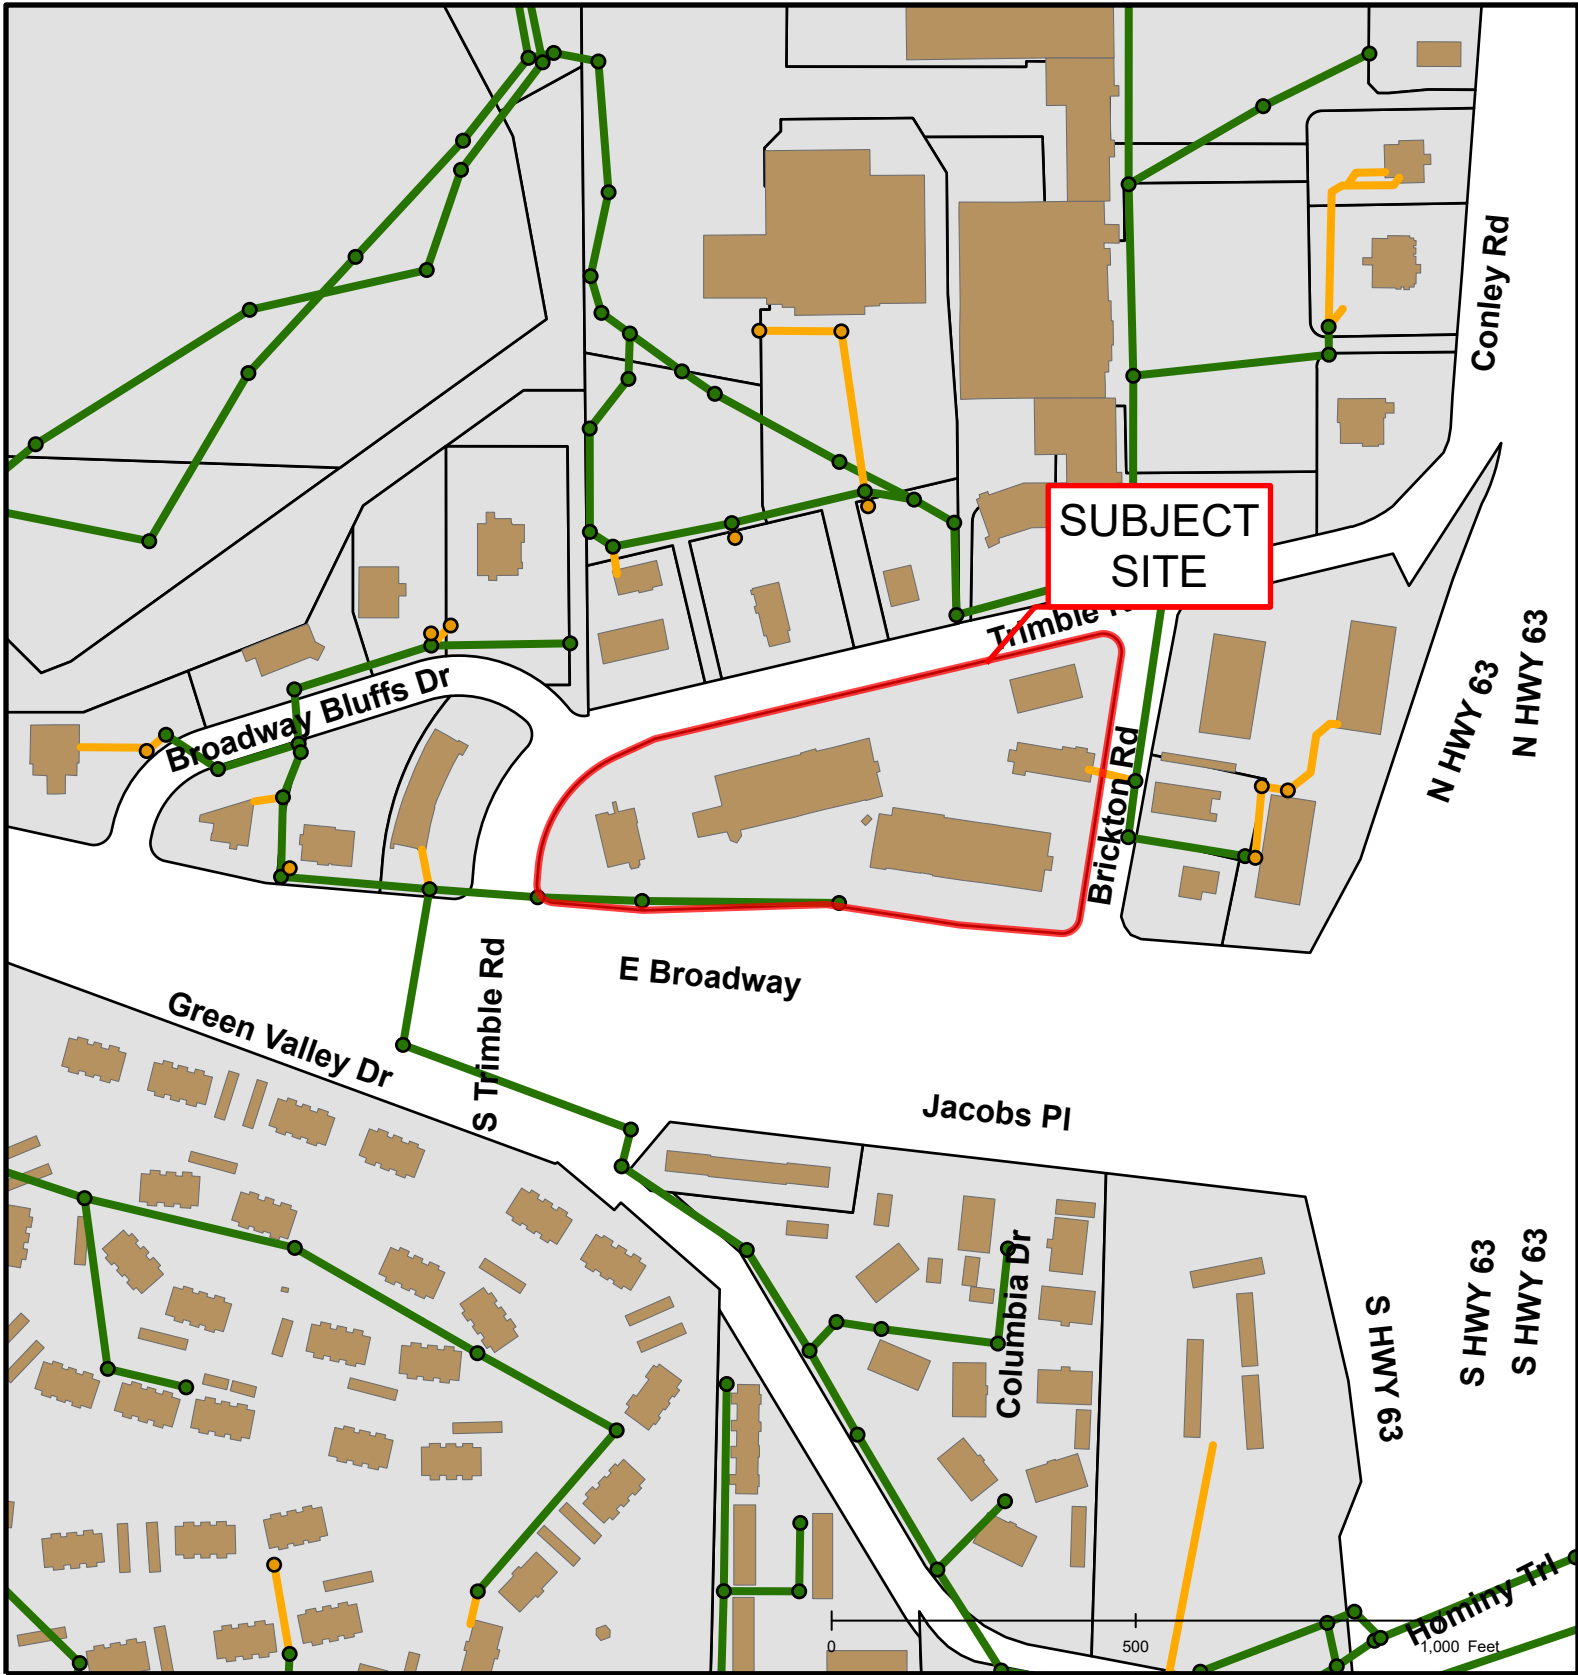 Conley Rd
SUBJECT
SITE
Trimble R
N HWY 63
N HWY 63
Broadway Bluffs Dr
Brickton Rd
E Broadway
S Trimble Rd
Green Valley Dr
Jacobs Pl
Columbia Dr
S HWY 63
S HWY 63
S HWY 63
Hominy Trl
0 500 1,000 Feet